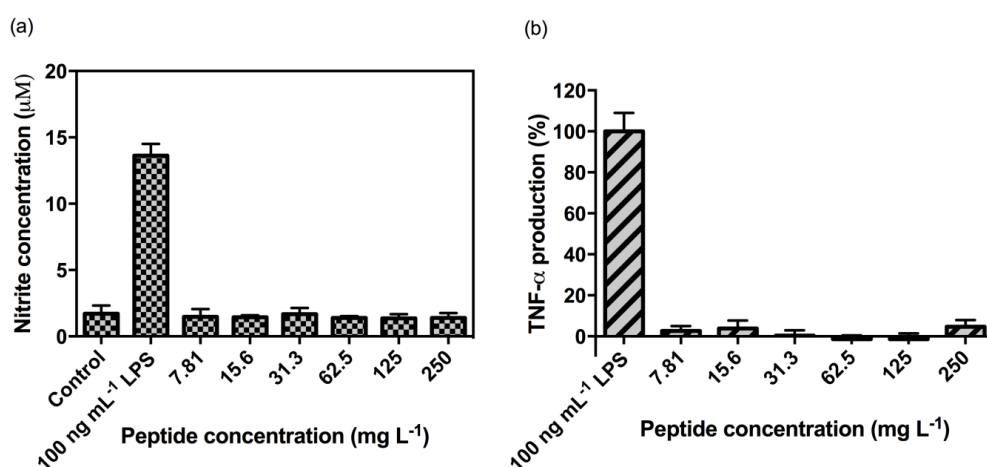 (a)
Nitrite concentration (μM)
20
15
10
5
0
Control
100 ng mL⁻¹ LPS
7.81
15.6
31.3
62.5
125
250
Peptide concentration (mg L⁻¹)
(b)
TNF-α production (%)
120
100
80
60
40
20
0
100 ng mL⁻¹ LPS
7.81
15.6
31.3
62.5
125
250
Peptide concentration (mg L⁻¹)